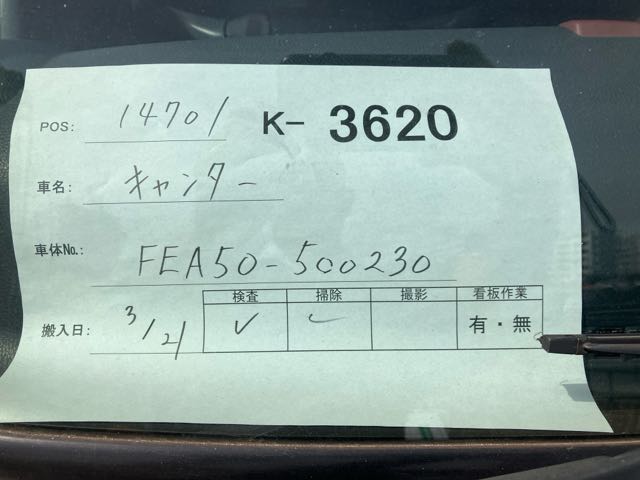 POS: 14701 K- 3620
車名: キャンター
車体No.: FEA50-500230
検査 掃除 撮影 看板作業
搬入日: 3/21 ✓ ✓ 有・無